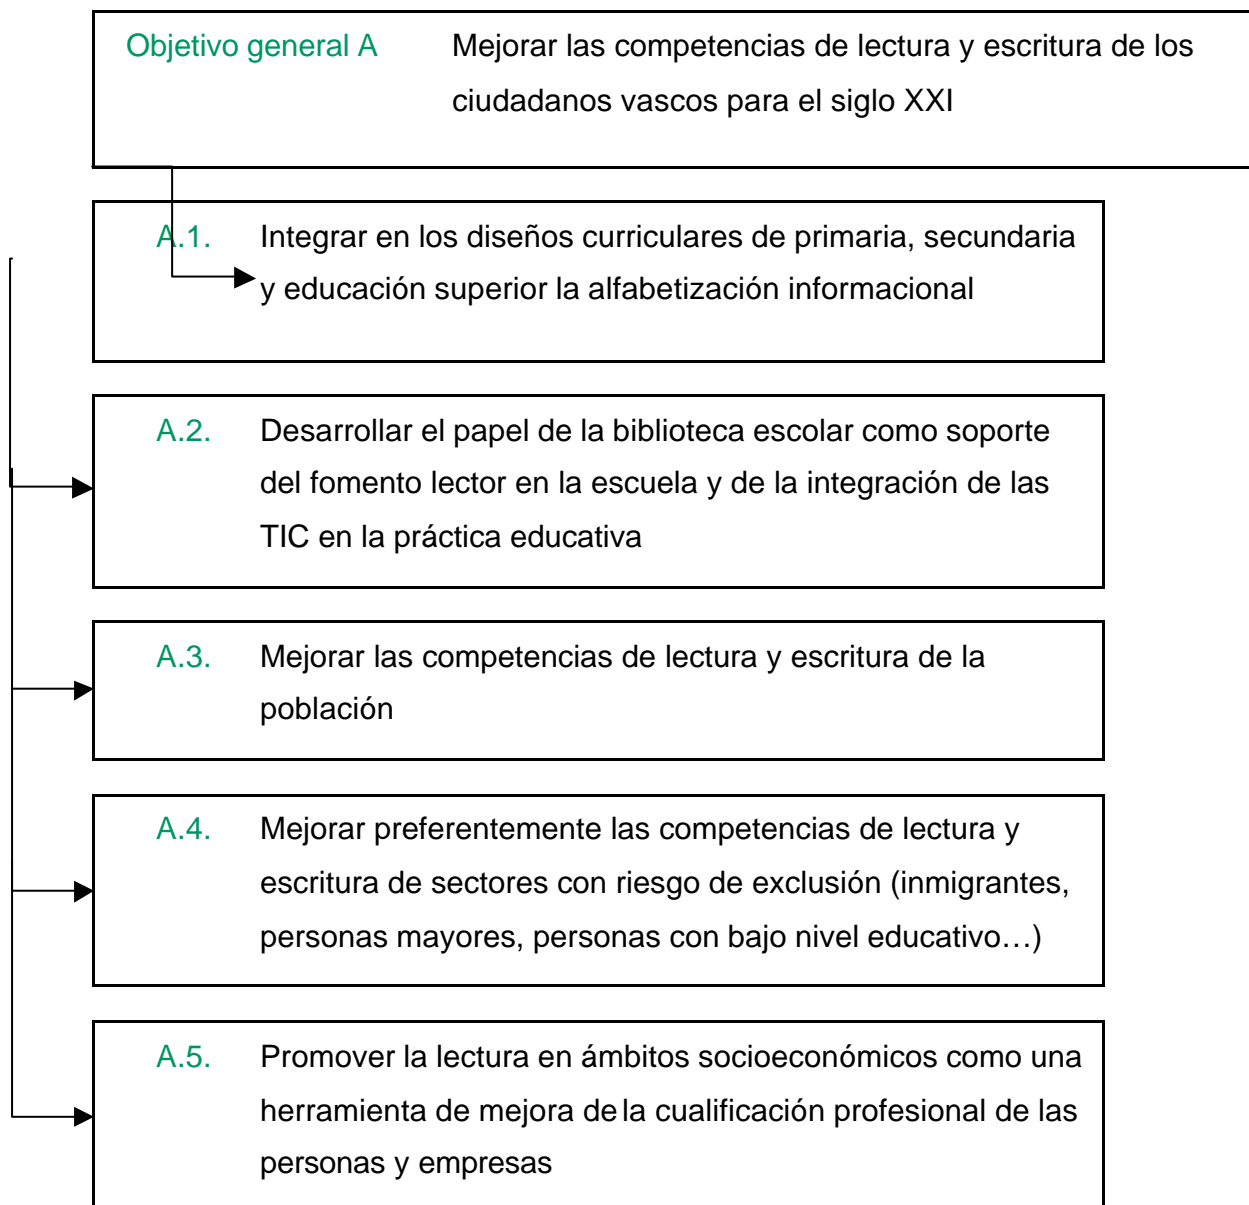 Objetivo general A Mejorar las competencias de lectura y escritura de los
ciudadanos vascos para el siglo XXI
A.1. Integrar en los diseños curriculares de primaria, secundaria
y educación superior la alfabetización informacional
A.2. Desarrollar el papel de la biblioteca escolar como soporte
del fomento lector en la escuela y de la integración de las
TIC en la práctica educativa
A.3. Mejorar las competencias de lectura y escritura de la
población
A.4. Mejorar preferentemente las competencias de lectura y
escritura de sectores con riesgo de exclusión (inmigrantes,
personas mayores, personas con bajo nivel educativo…)
A.5. Promover la lectura en ámbitos socioeconómicos como una
herramienta de mejora de la cualificación profesional de las
personas y empresas